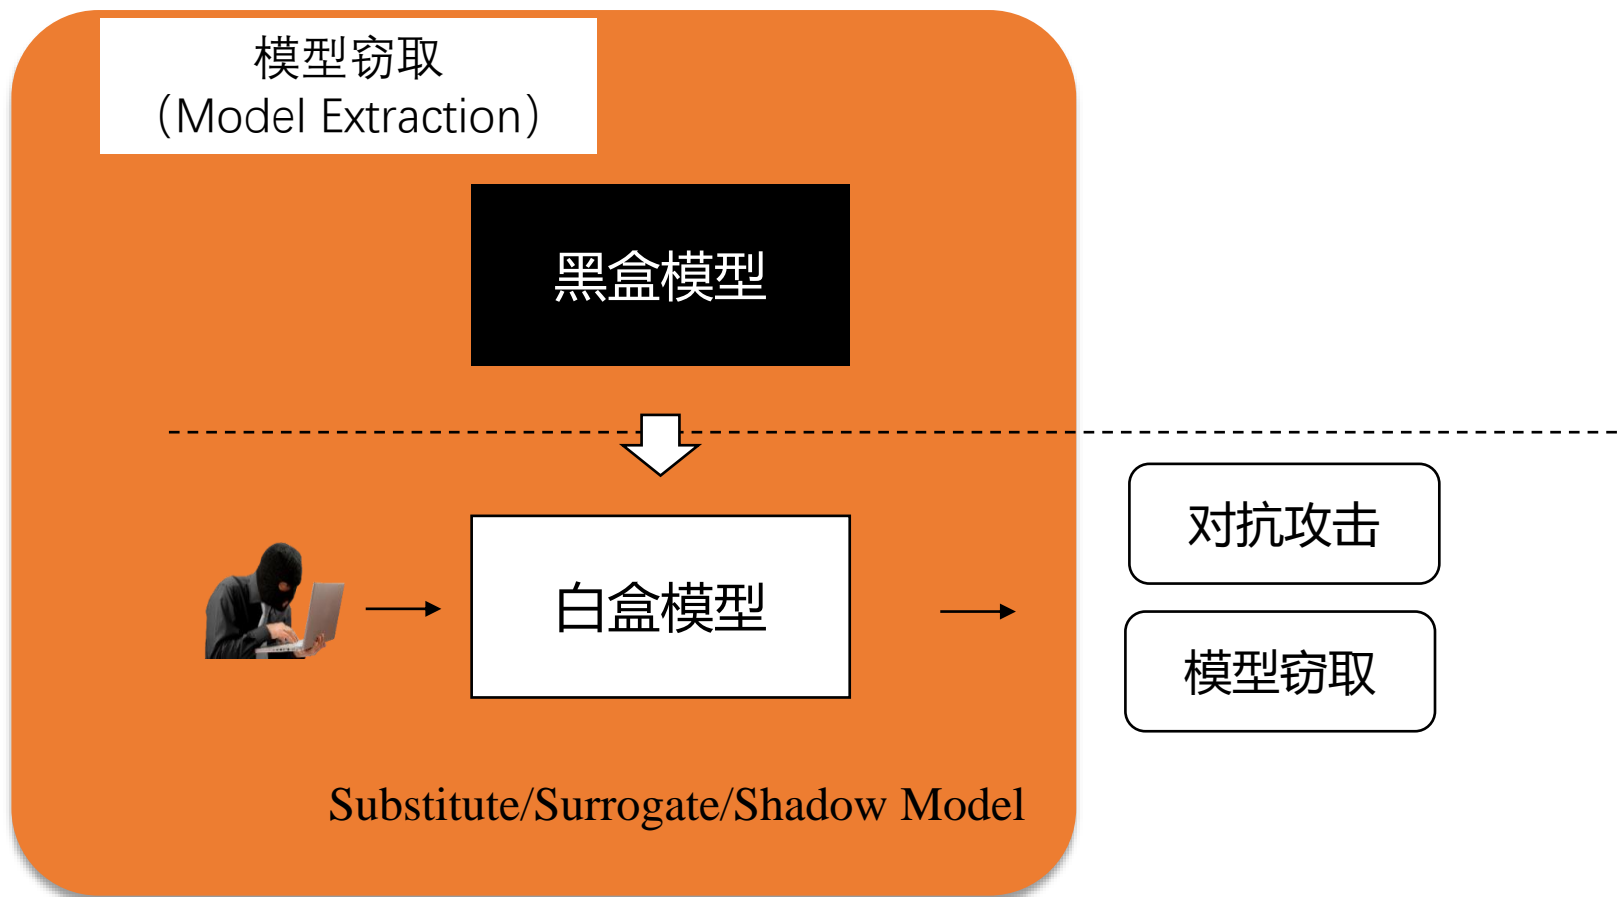 模型窃取
（Model Extraction）
黑盒模型
白盒模型
对抗攻击
模型窃取
Substitute/Surrogate/Shadow Model